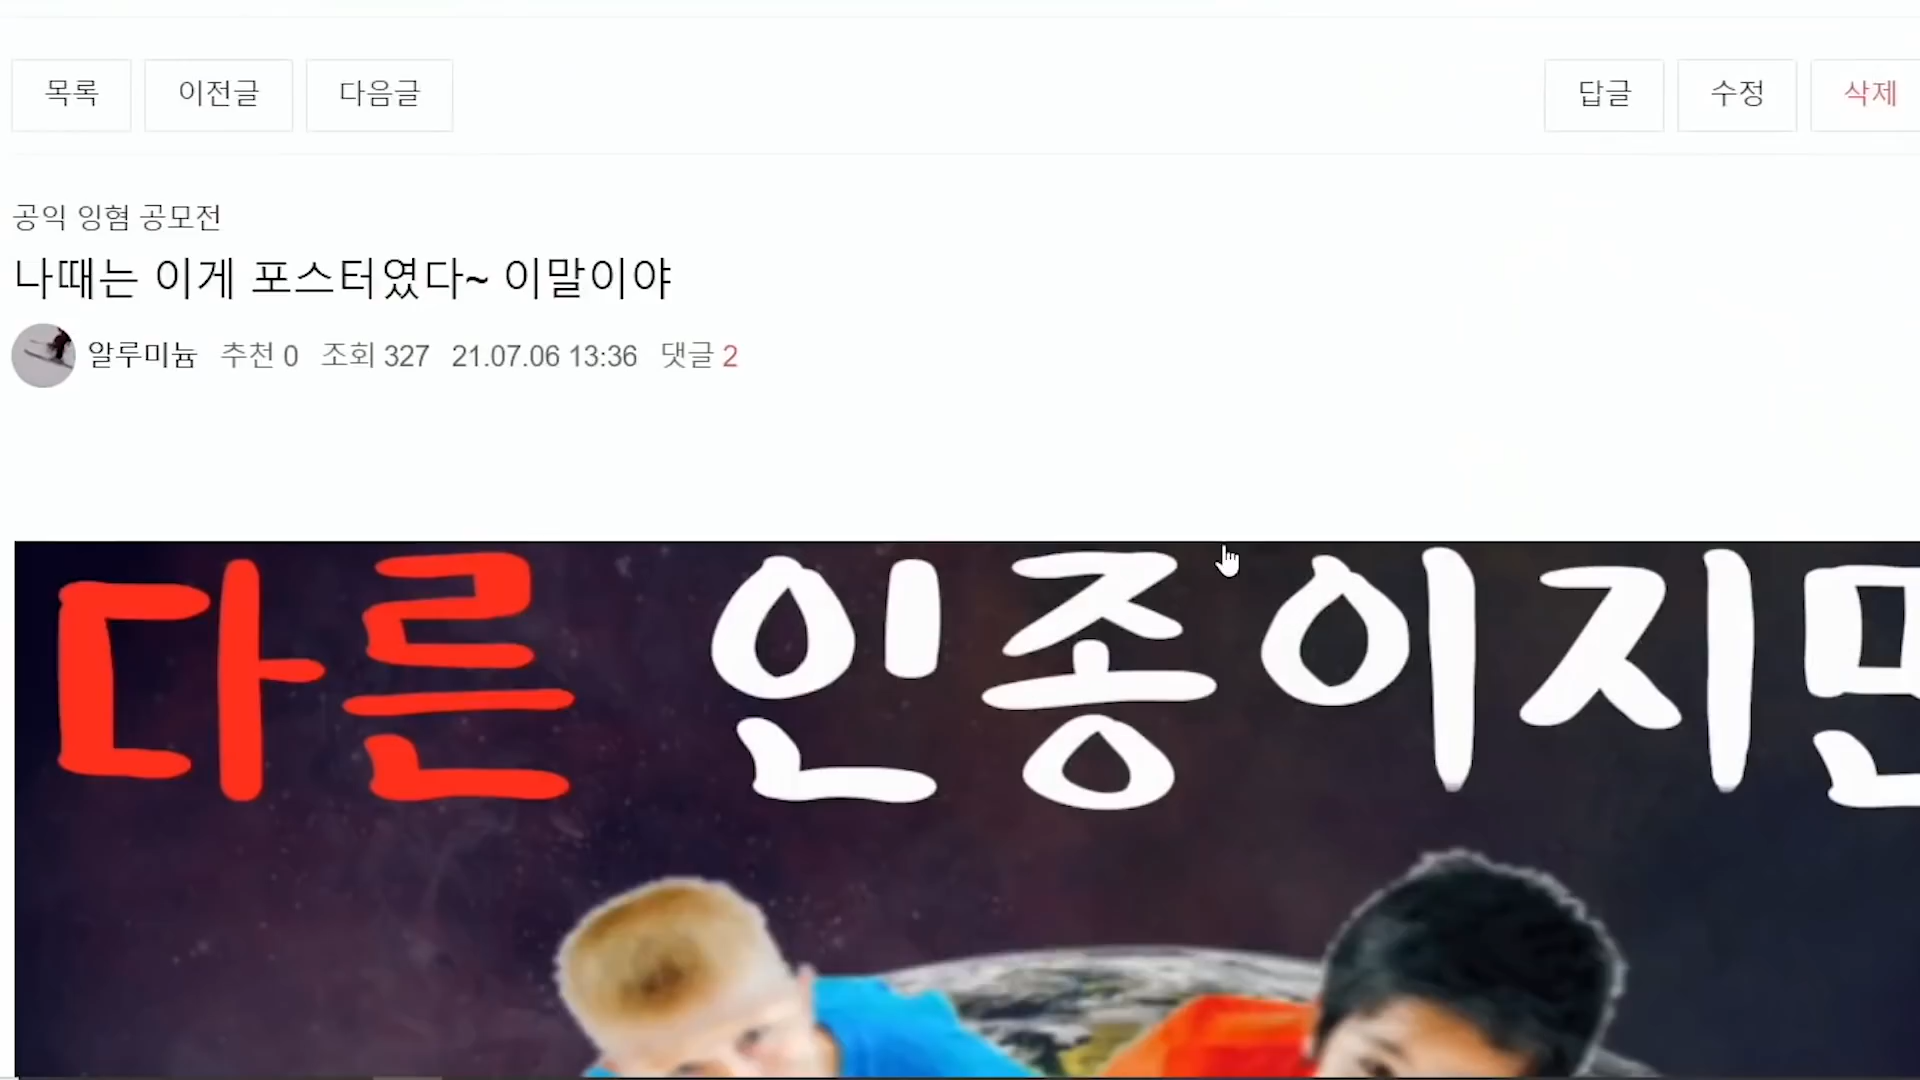 목록 이전글 다음글 답글 수정 삭제
공익 잉혐 공모전
나때는 이게 포스터였다~ 이말이야
알루미늄 추천 0 조회 327 21.07.06 13:36 댓글 2
다른 인종이지만